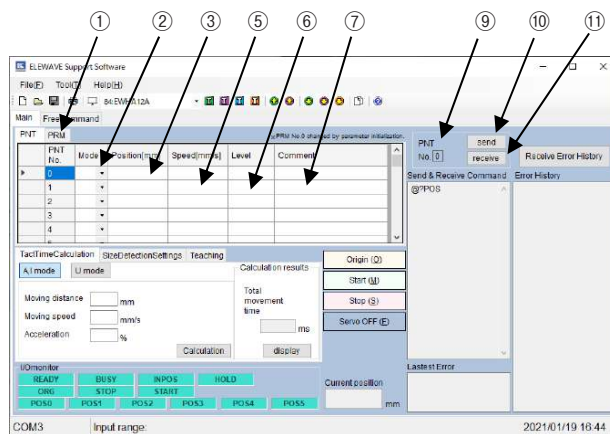 ① ② ③ ⑤ ⑥ ⑦ ⑨ ⑩ ⑪
ELEWAVE Support Software
File(F) Tool(T) Help(H)
84:EWHA12A
Main Free Command
PNT PRM
※PRM No.0 changed by parameter initialization.
PNT No. Mode Position[mm] Speed[mm/s] Level Comment
0
1
2
3
4
PNT No. 0
send
receive
Receive Error History
Send & Receive Command
Error History
@?POS
TactTimeCalculation SizeDetectionSettings Teaching
A,I mode U mode
Moving distance mm
Moving speed mm/s
Acceleration %
Calculation
Calculation results
Total
movement
time
ms
display
Origin (O)
Start (M)
Stop (S)
Servo OFF (F)
I/Omonitor
READY BUSY INPOS HOLD
ORG STOP START
POS0 POS1 POS2 POS3 POS4 POS5
Current position
mm
Lastest Error
COM3 Input range: 2021/01/19 16:44